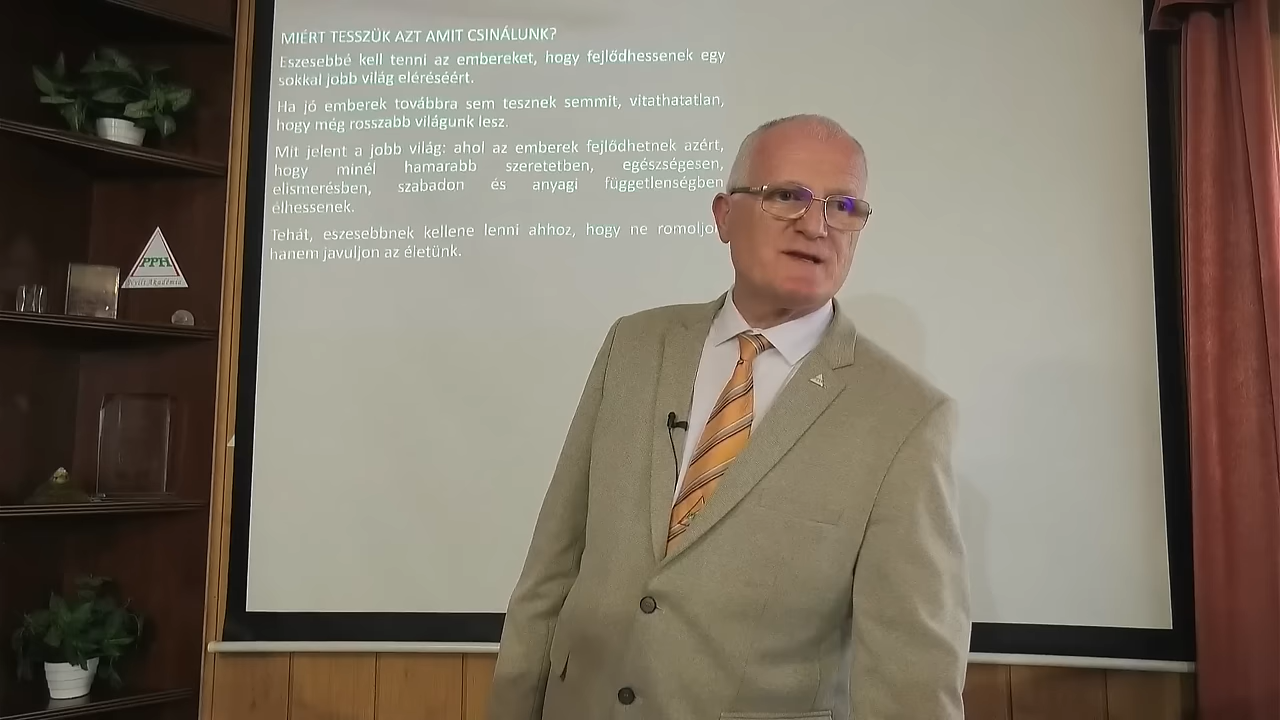 MIÉRT TESSZÜK AZT AMIT CSINÁLUNK?
Eszesebbé kell tenni az embereket, hogy fejlődhessenek egy
sokkal jobb világ eléréséért.
Ha jó emberek továbbra sem tesznek semmit, vitathatatlan,
hogy még rosszabb világunk lesz.
Mit jelent a jobb világ: ahol az emberek fejlődhetnek azért,
hogy minél hamarabb szeretetben, egészségesen,
elismerésben, szabadon és anyagi függetlenségben
élhessenek.
Tehát, eszesebbnek kellene lenni ahhoz, hogy ne romoljon
hanem javuljon az életünk.
PPH
Nyílt Akadémia